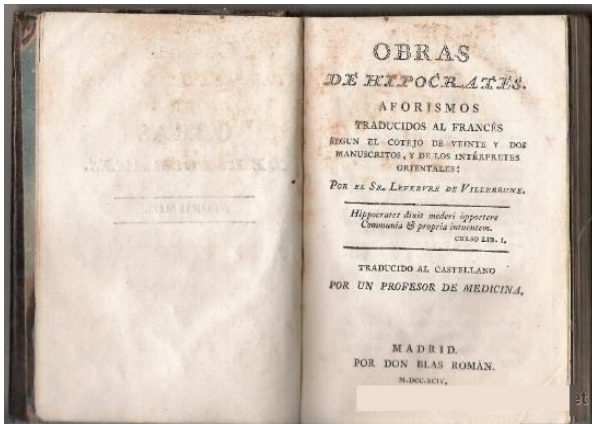 OBRAS
DE HIPOCRATES.
AFORISMOS
TRADUCIDOS AL FRANCÉS
SEGUN EL COTEJO DE VEINTE Y DOS
MANUSCRITOS, Y DE LOS INTÉRPRETES
ORIENTALES:
POR EL SR. LEFEBVRE DE VILLEBRUNE.
Hippocrates dixit mederi opportere
Communia & propria intuentem.
CELSO LIB. I.
TRADUCIDO AL CASTELLANO
POR UN PROFESOR DE MEDICINA.
MADRID.
POR DON BLAS ROMÁN.
M.DCC.XCIV.
et